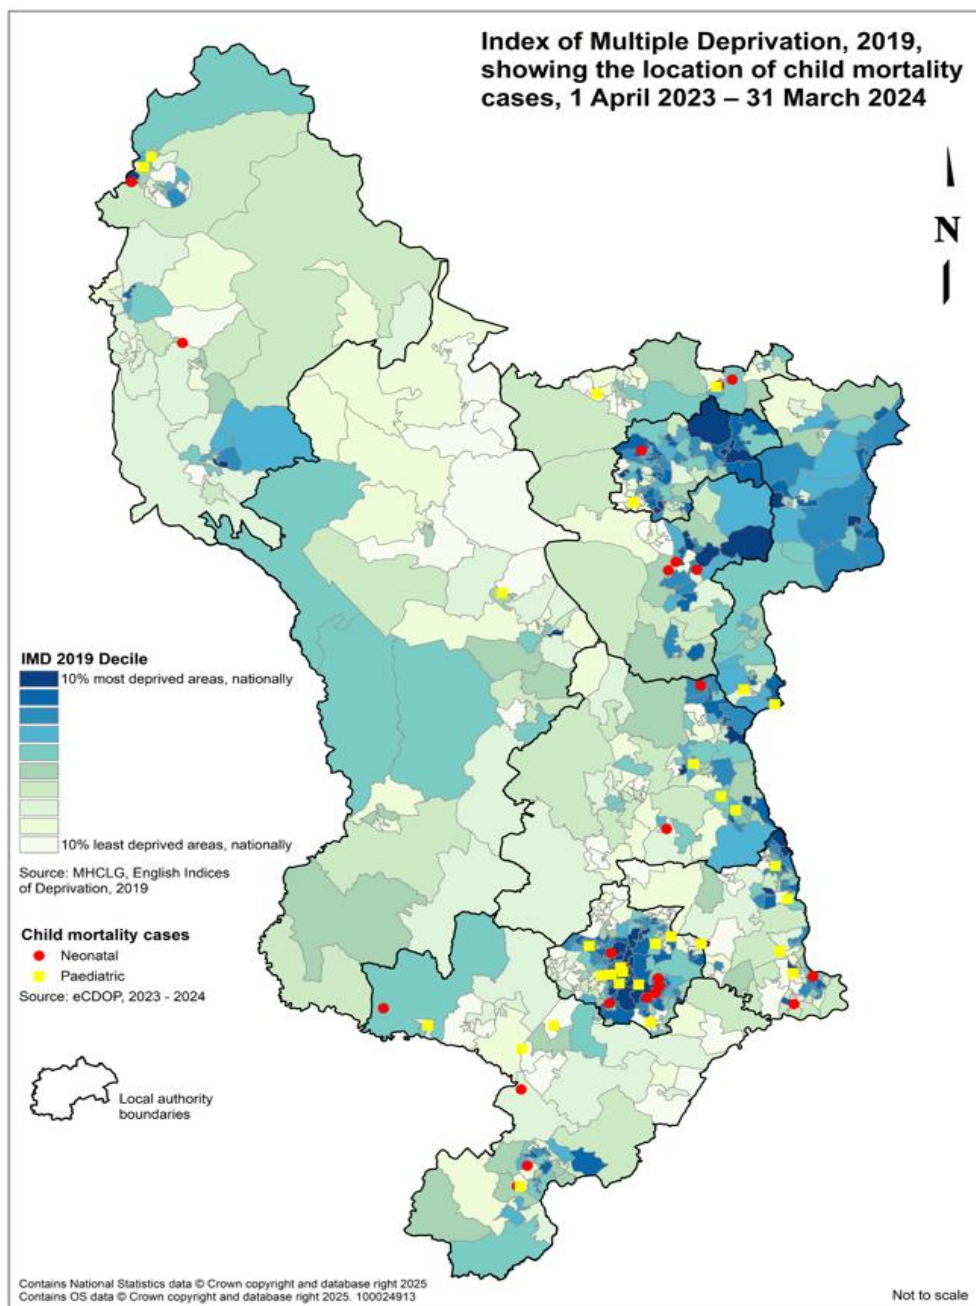 Index of Multiple Deprivation, 2019,
showing the location of child mortality
cases, 1 April 2023 – 31 March 2024
N
IMD 2019 Decile
10% most deprived areas, nationally
10% least deprived areas, nationally
Source: MHCLG, English Indices
of Deprivation, 2019
Child mortality cases
Neonatal
Paediatric
Source: eCDOP, 2023 - 2024
Local authority
boundaries
Contains National Statistics data © Crown copyright and database right 2025
Contains OS data © Crown copyright and database right 2025. 100024913
Not to scale